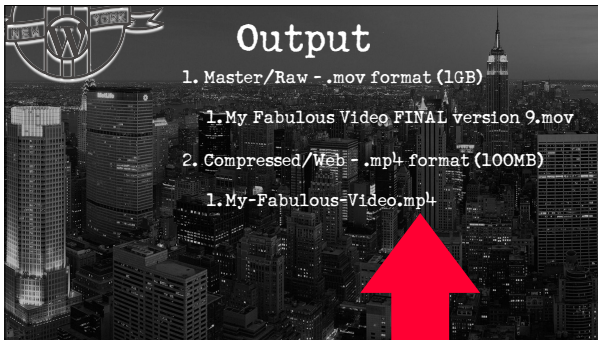 NEW YORK
W
Output
1. Master/Raw - .mov format (1GB)
1. My Fabulous Video FINAL version 9.mov
2. Compressed/Web - .mp4 format (100MB)
1. My-Fabulous-Video.mp4